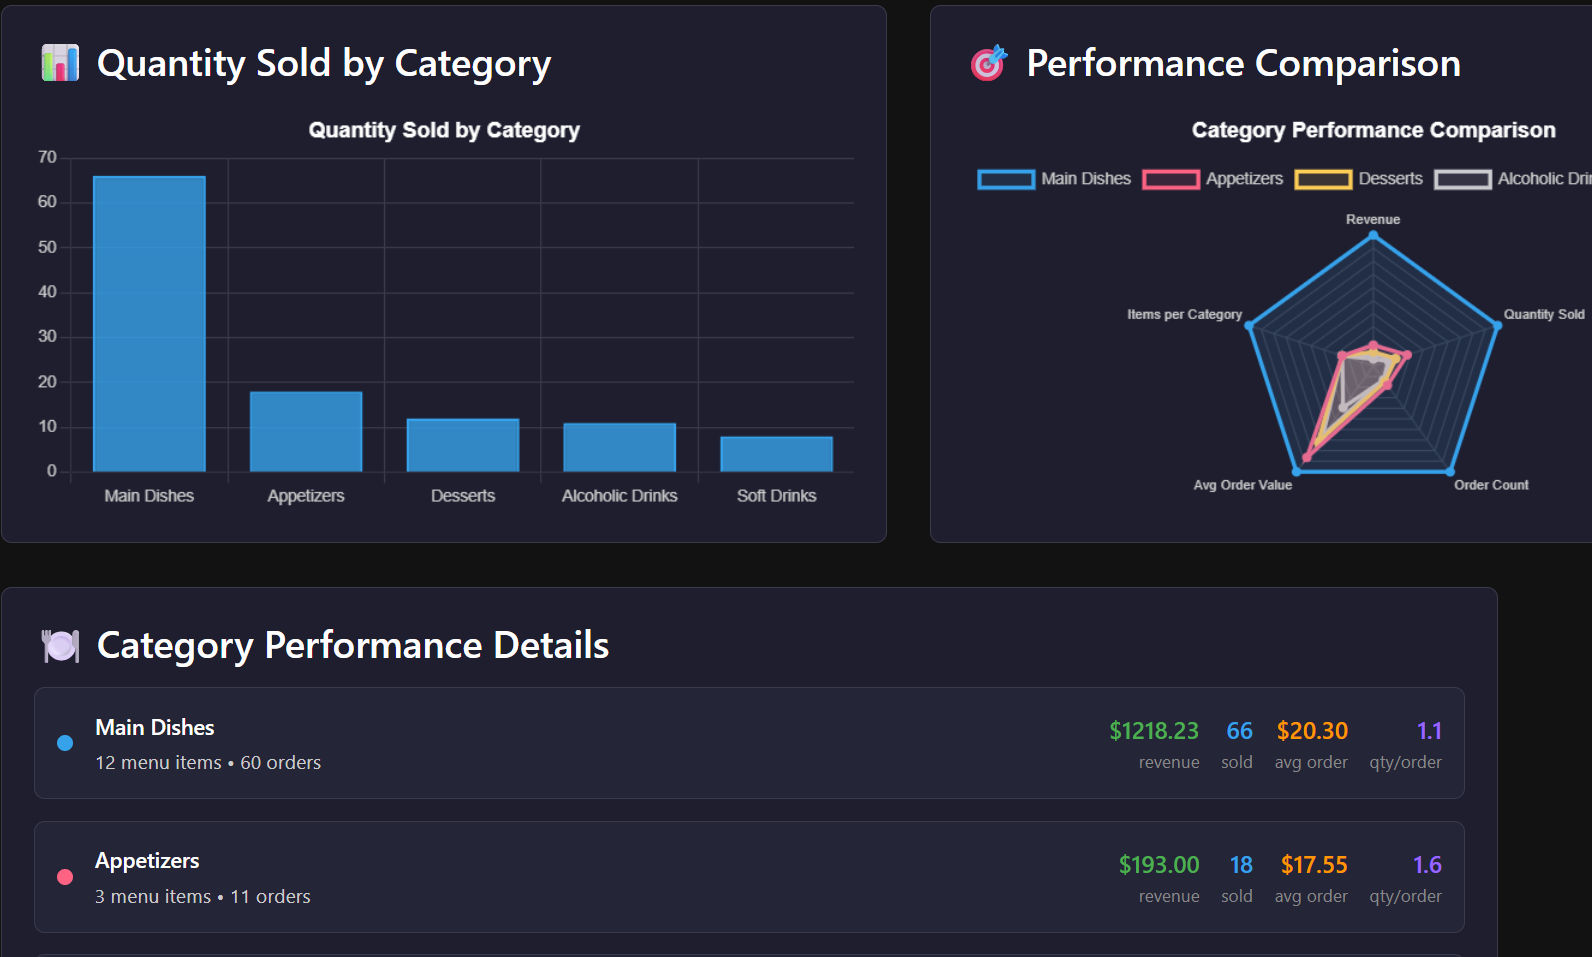 Quantity Sold by Category
Quantity Sold by Category
70
60
50
40
30
20
10
0
Main Dishes Appetizers Desserts Alcoholic Drinks Soft Drinks
Performance Comparison
Category Performance Comparison
Main Dishes Appetizers Desserts Alcoholic
Revenue
Items per Category Quantity Sold
Avg Order Value Order Count
Category Performance Details
Main Dishes
12 menu items • 60 orders
$1218.23 66 $20.30 1.1
revenue sold avg order qty/order
Appetizers
3 menu items • 11 orders
$193.00 18 $17.55 1.6
revenue sold avg order qty/order